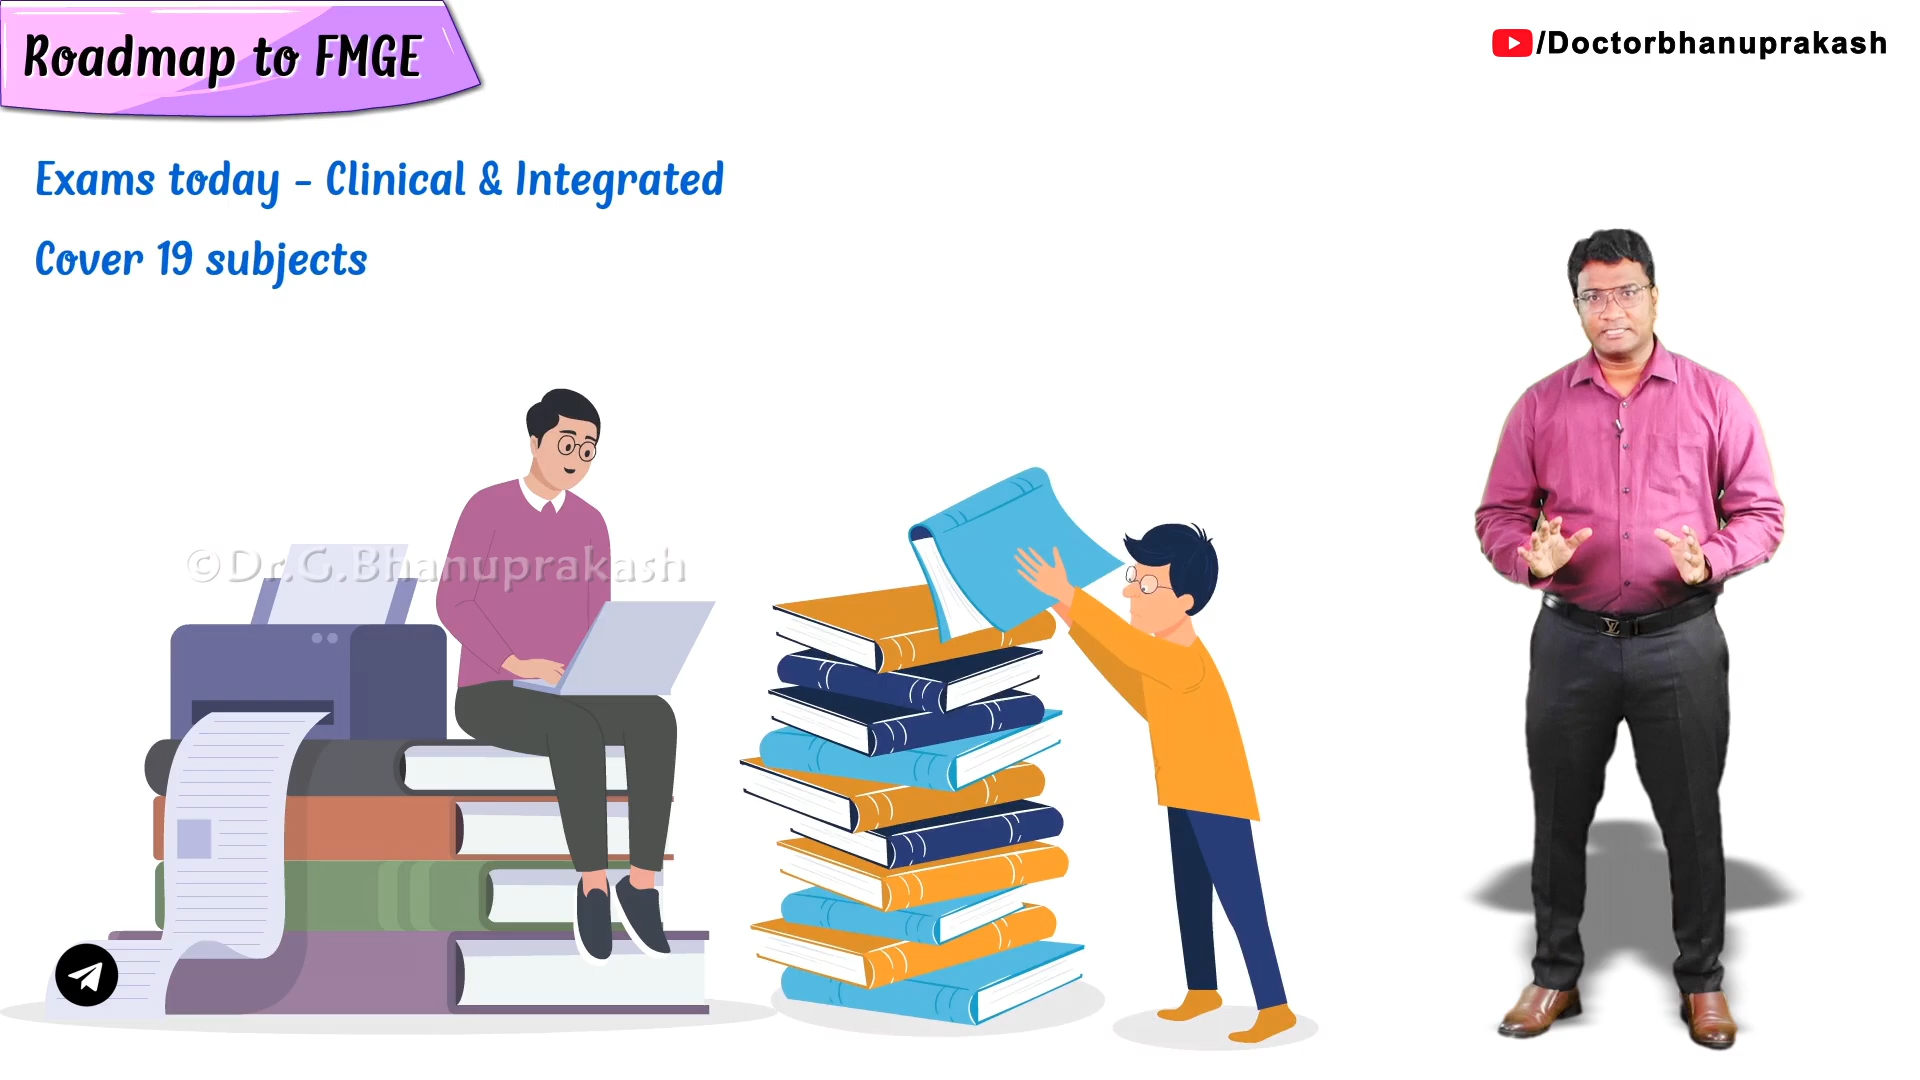 Roadmap to FMGE
/Doctorbhanuprakash
Exams today - Clinical & Integrated
Cover 19 subjects
©Dr.G.Bhanuprakash